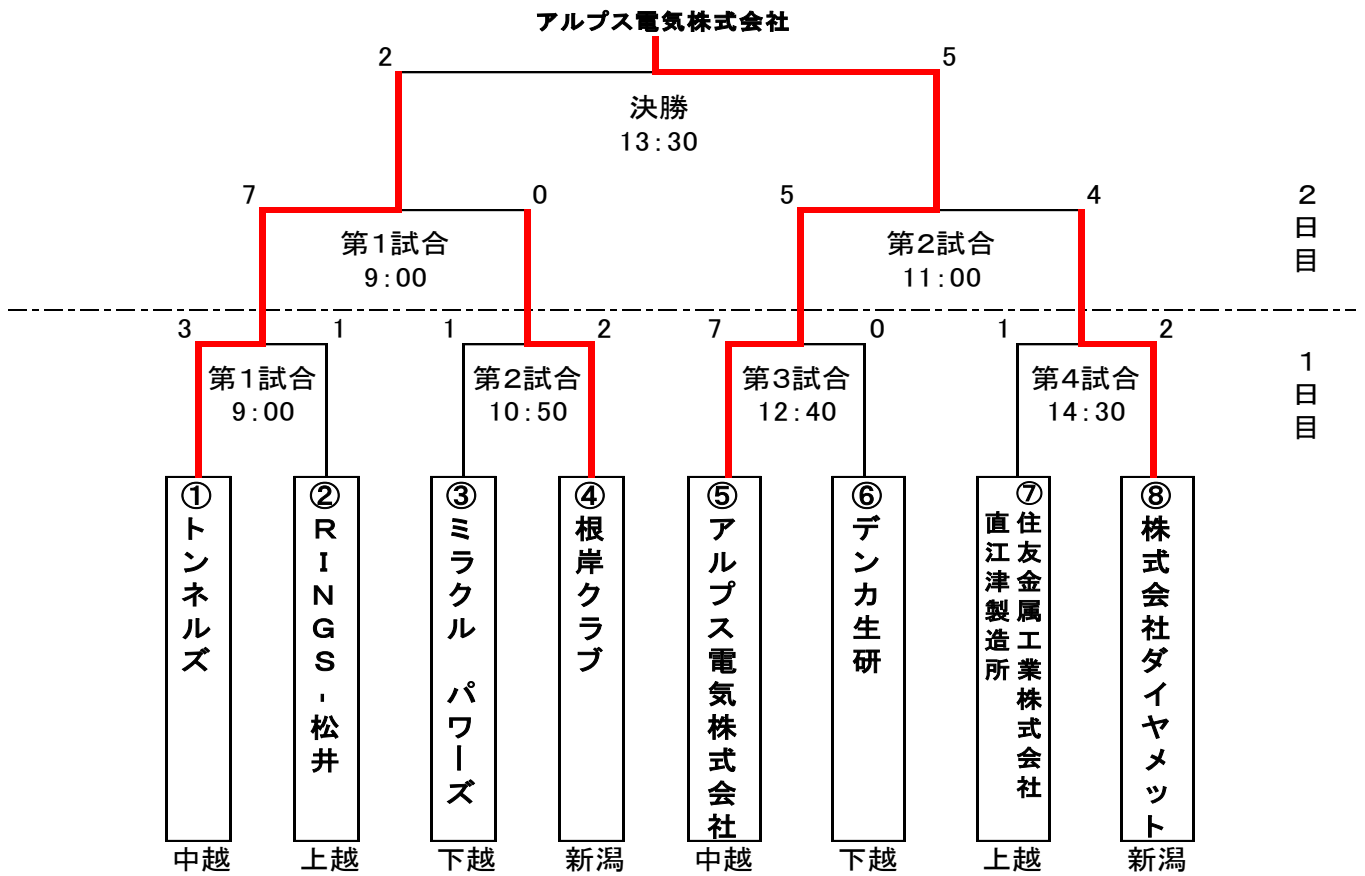 アルプス電気株式会社
2
5
決勝
13:30
7
0
5
4
第1試合
9:00
第2試合
11:00
2日目
3
1
1
2
7
0
1
2
第1試合
9:00
第2試合
10:50
第3試合
12:40
第4試合
14:30
1日目
①トンネルズ
②RINGS-松井
③ミラクル　パワーズ
④根岸クラブ
⑤アルプス電気株式会社
⑥デンカ生研
⑦住友金属工業株式会社
直江津製造所
⑧株式会社ダイヤメット
中越
上越
下越
新潟
中越
下越
上越
新潟